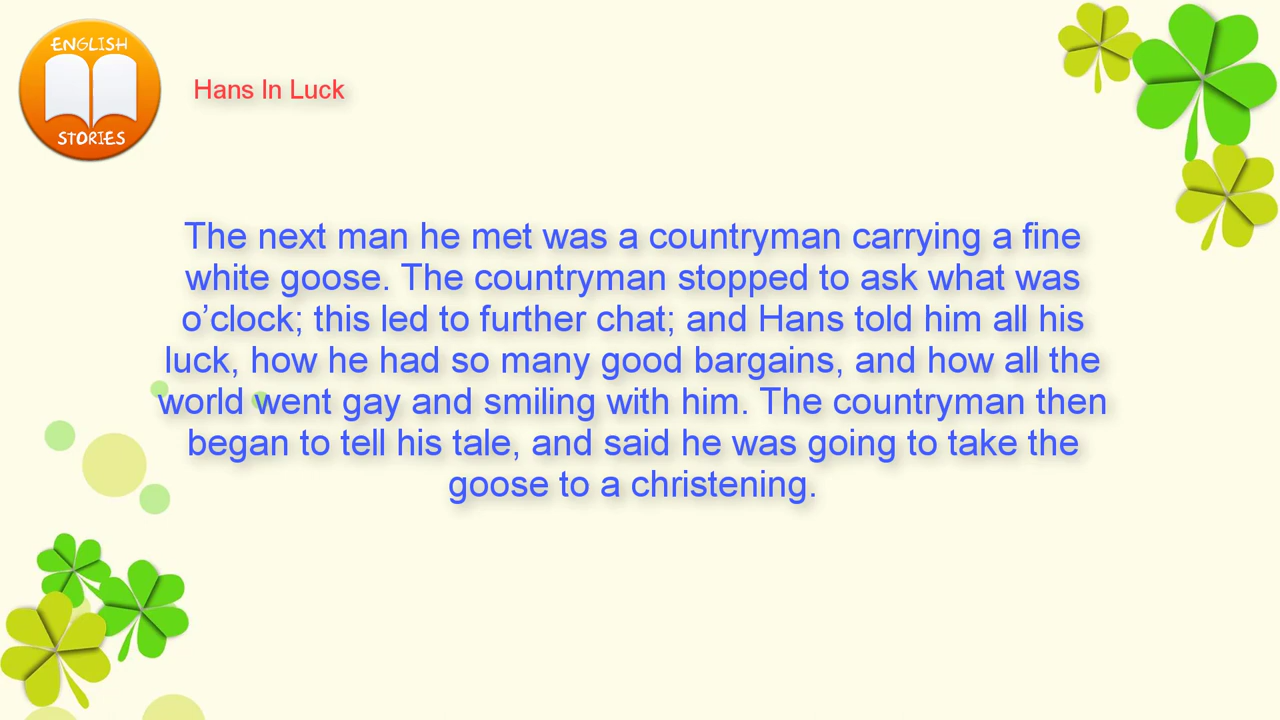 ENGLISH
STORIES
Hans In Luck
The next man he met was a countryman carrying a fine
white goose. The countryman stopped to ask what was
o’clock; this led to further chat; and Hans told him all his
luck, how he had so many good bargains, and how all the
world went gay and smiling with him. The countryman then
began to tell his tale, and said he was going to take the
goose to a christening.